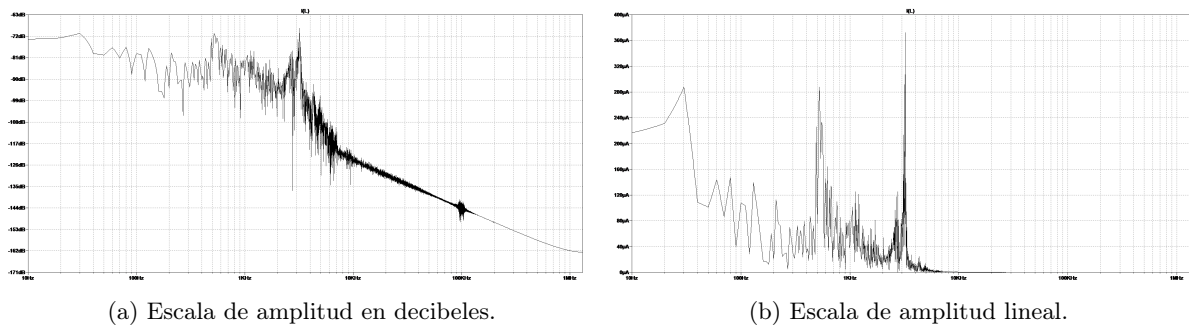 I(L)
-63dB
-72dB
-81dB
-90dB
-99dB
-108dB
-117dB
-126dB
-135dB
-144dB
-153dB
-162dB
-171dB
10Hz 100Hz 1KHz 10KHz 100KHz 1MHz
(a) Escala de amplitud en decibeles.
I(L)
400µA
360µA
320µA
280µA
240µA
200µA
160µA
120µA
80µA
40µA
0µA
10Hz 100Hz 1KHz 10KHz 100KHz 1MHz
(b) Escala de amplitud lineal.